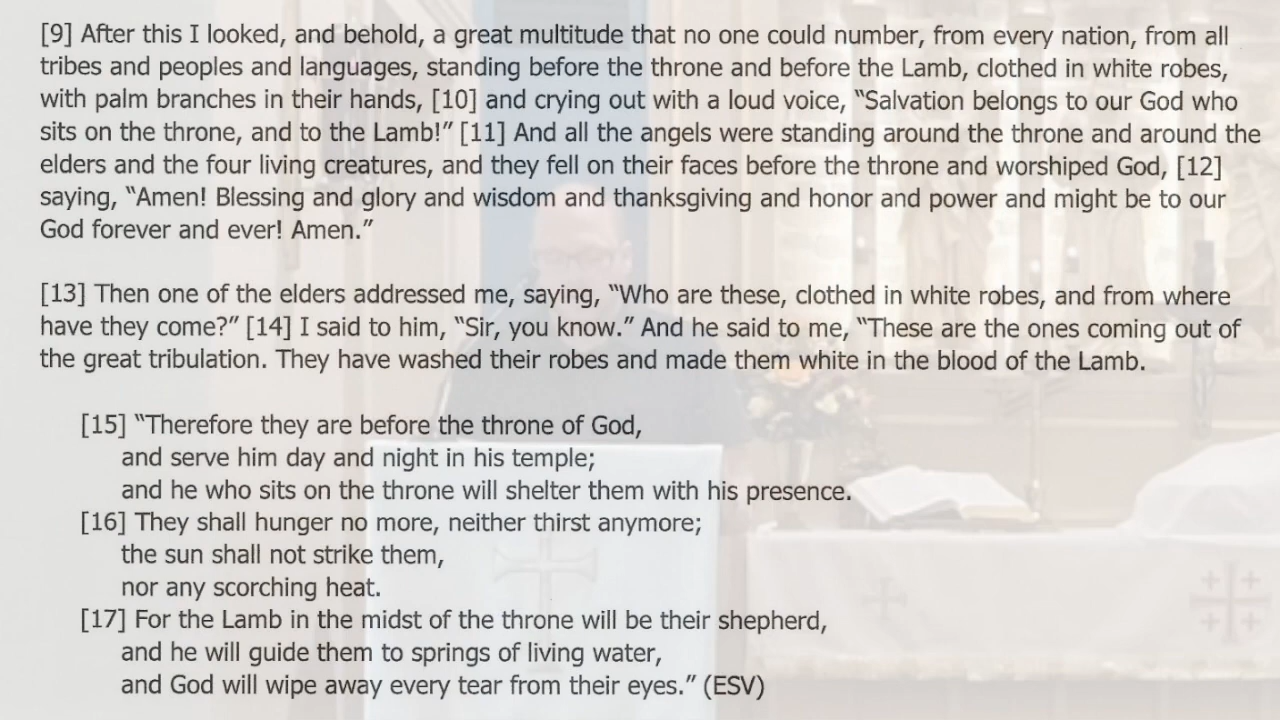 [9] After this I looked, and behold, a great multitude that no one could number, from every nation, from all
tribes and peoples and languages, standing before the throne and before the Lamb, clothed in white robes,
with palm branches in their hands, [10] and crying out with a loud voice, “Salvation belongs to our God who
sits on the throne, and to the Lamb!” [11] And all the angels were standing around the throne and around the
elders and the four living creatures, and they fell on their faces before the throne and worshiped God, [12]
saying, “Amen! Blessing and glory and wisdom and thanksgiving and honor and power and might be to our
God forever and ever! Amen.”
[13] Then one of the elders addressed me, saying, “Who are these, clothed in white robes, and from where
have they come?” [14] I said to him, “Sir, you know.” And he said to me, “These are the ones coming out of
the great tribulation. They have washed their robes and made them white in the blood of the Lamb.
[15] “Therefore they are before the throne of God,
and serve him day and night in his temple;
and he who sits on the throne will shelter them with his presence.
[16] They shall hunger no more, neither thirst anymore;
the sun shall not strike them,
nor any scorching heat.
[17] For the Lamb in the midst of the throne will be their shepherd,
and he will guide them to springs of living water,
and God will wipe away every tear from their eyes.” (ESV)